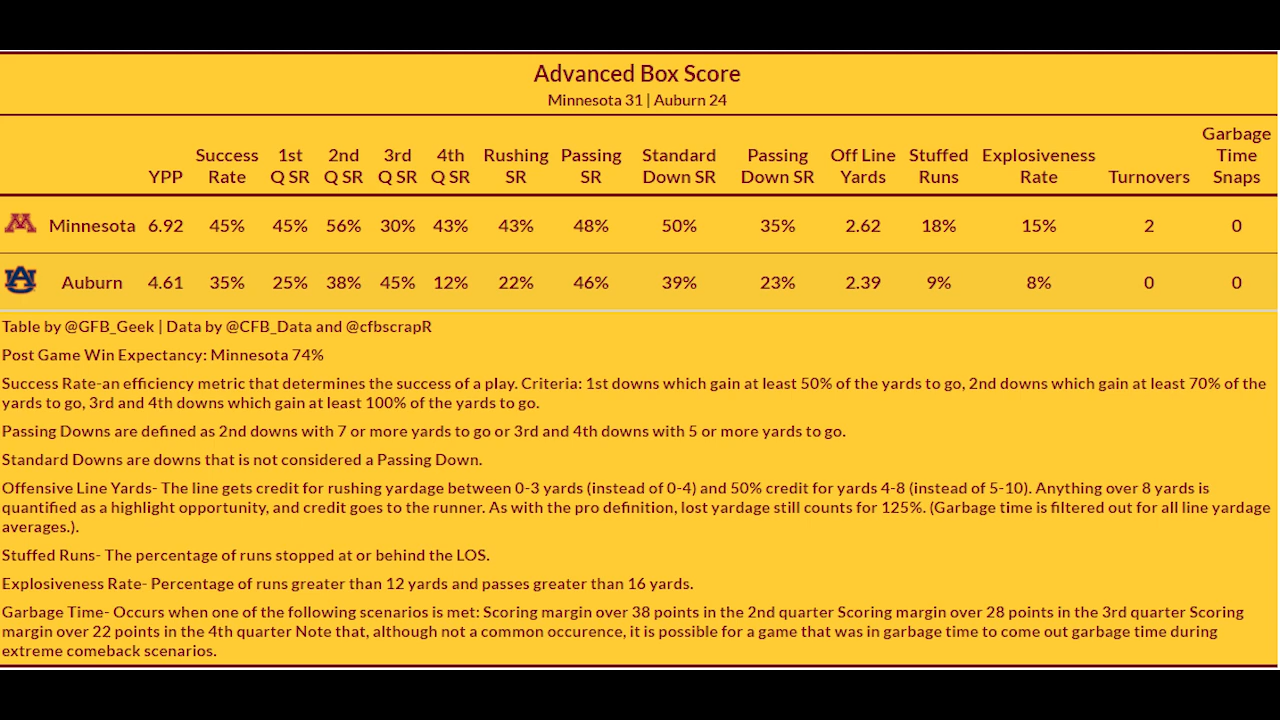 Advanced Box Score
Minnesota 31 | Auburn 24
YPP Success Rate 1st Q SR 2nd Q SR 3rd Q SR 4th Q SR Rushing SR Passing SR Standard Down SR Passing Down SR Off Line Yards Stuffed Runs Explosiveness Rate Turnovers Garbage Time Snaps
M Minnesota 6.92 45% 45% 56% 30% 43% 43% 48% 50% 35% 2.62 18% 15% 2 0
AU Auburn 4.61 35% 25% 38% 45% 12% 22% 46% 39% 23% 2.39 9% 8% 0 0
Table by @GFB_Geek | Data by @CFB_Data and @cfbscrapR
Post Game Win Expectancy: Minnesota 74%
Success Rate-an efficiency metric that determines the success of a play. Criteria: 1st downs which gain at least 50% of the yards to go, 2nd downs which gain at least 70% of the
yards to go, 3rd and 4th downs which gain at least 100% of the yards to go.
Passing Downs are defined as 2nd downs with 7 or more yards to go or 3rd and 4th downs with 5 or more yards to go.
Standard Downs are downs that is not considered a Passing Down.
Offensive Line Yards- The line gets credit for rushing yardage between 0-3 yards (instead of 0-4) and 50% credit for yards 4-8 (instead of 5-10). Anything over 8 yards is
quantified as a highlight opportunity, and credit goes to the runner. As with the pro definition, lost yardage still counts for 125%. (Garbage time is filtered out for all line yardage
averages.).
Stuffed Runs- The percentage of runs stopped at or behind the LOS.
Explosiveness Rate- Percentage of runs greater than 12 yards and passes greater than 16 yards.
Garbage Time- Occurs when one of the following scenarios is met: Scoring margin over 38 points in the 2nd quarter Scoring margin over 28 points in the 3rd quarter Scoring
margin over 22 points in the 4th quarter Note that, although not a common occurence, it is possible for a game that was in garbage time to come out garbage time during
extreme comeback scenarios.